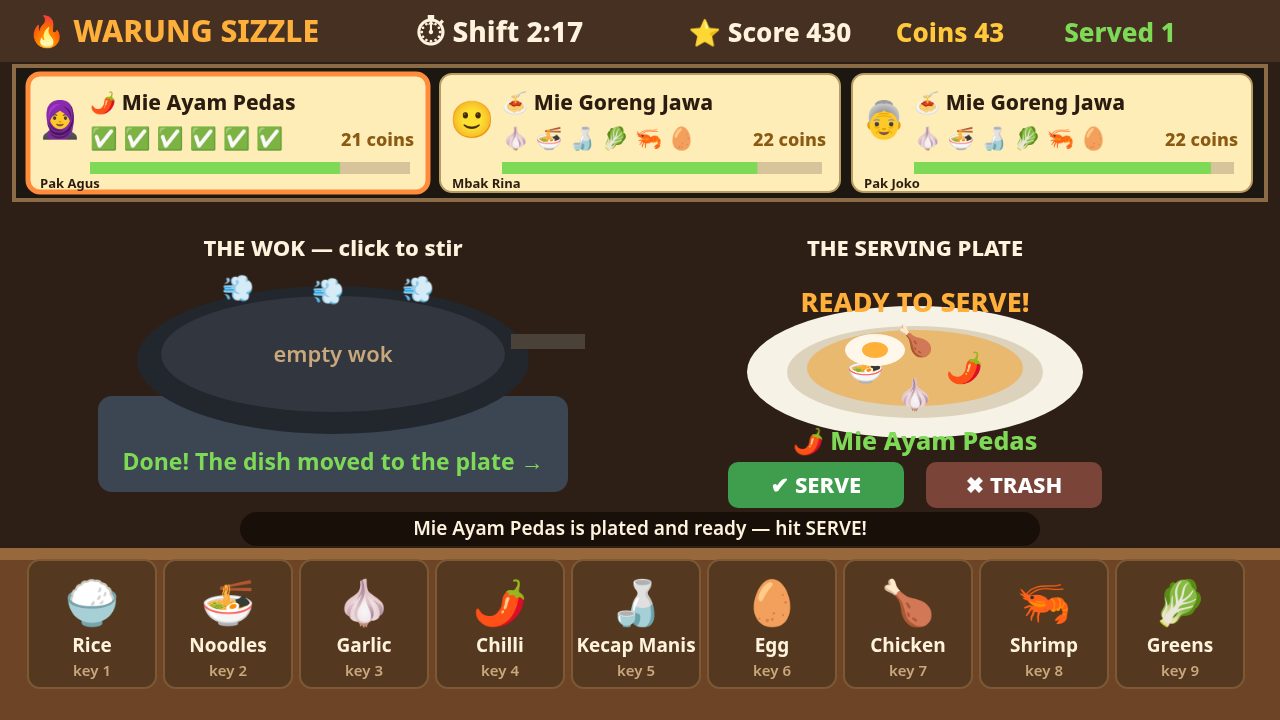 WARUNG SIZZLE
Shift 2:17
Score 430
Coins 43
Served 1
Mie Ayam Pedas
21 coins
Pak Agus
Mie Goreng Jawa
22 coins
Mbak Rina
Mie Goreng Jawa
22 coins
Pak Joko
THE WOK — click to stir
empty wok
Done! The dish moved to the plate →
THE SERVING PLATE
READY TO SERVE!
Mie Ayam Pedas
✔ SERVE
✖ TRASH
Mie Ayam Pedas is plated and ready — hit SERVE!
Rice
key 1
Noodles
key 2
Garlic
key 3
Chilli
key 4
Kecap Manis
key 5
Egg
key 6
Chicken
key 7
Shrimp
key 8
Greens
key 9